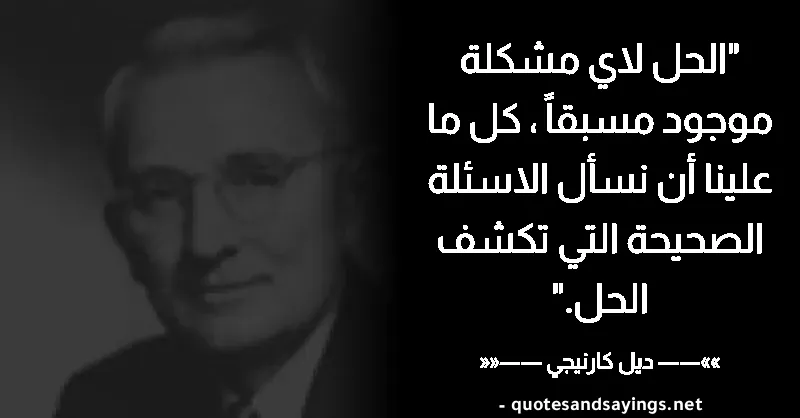 "الحل لاي مشكلة
موجود مسبقاً، كل ما
علينا أن نسأل الاسئلة
الصحيحة التي تكشف
الحل."
»»—— ديل كارنيجي ——««
- quotesandsayings.net